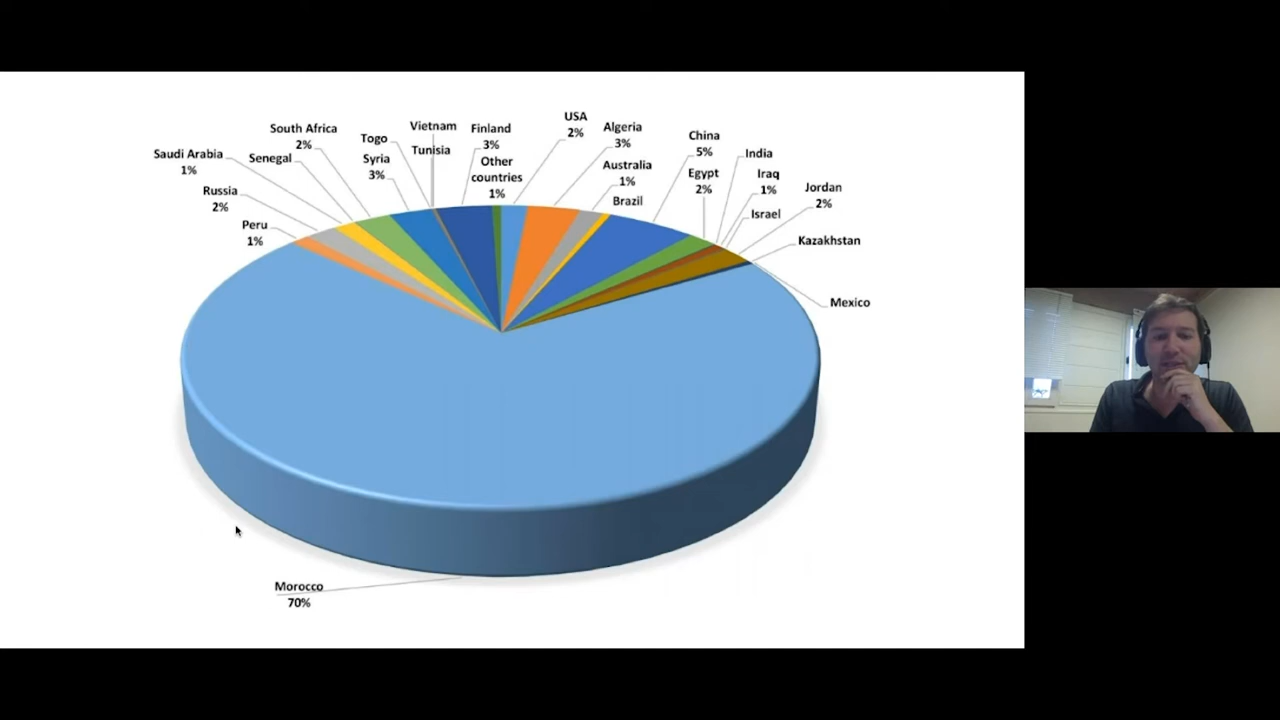 USA
2%
Algeria
3%
Australia
1%
Brazil
China
5%
Egypt
2%
India
Iraq
1%
Israel
Jordan
2%
Kazakhstan
Mexico
Morocco
70%
Peru
1%
Russia
2%
Saudi Arabia
1%
Senegal
South Africa
2%
Syria
3%
Togo
Tunisia
Vietnam
Finland
3%
Other
countries
1%